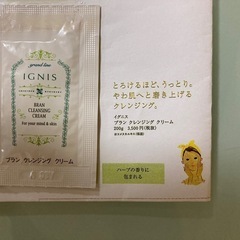 grand line
IGNIS
BRAN
CLEANSING
CREAM
For your mind & skin
ブラン クレンジング クリーム
とろけるほど、うっとり。
やわ肌へと磨き上げる
クレンジング。
イグニス
ブラン クレンジング クリーム
200g 3,500円(税抜)
ハーブの香りに
包まれる